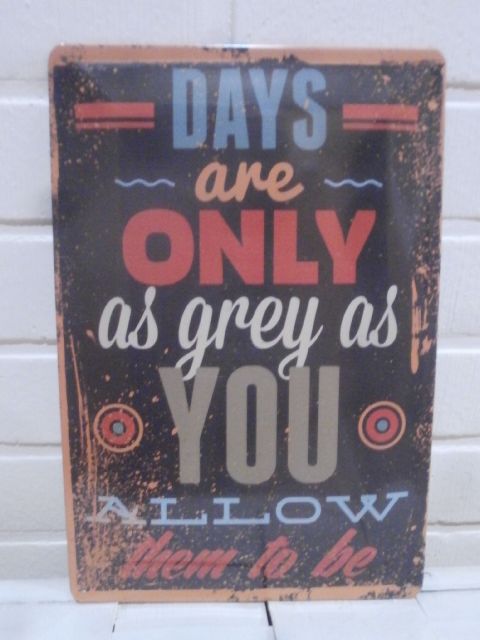 DAYS
are
ONLY
as grey as
YOU
ALLOW
them to be